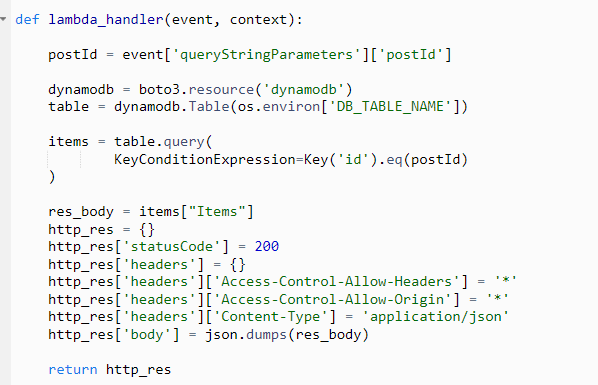 def lambda_handler(event, context):
postId = event['queryStringParameters']['postId']
dynamodb = boto3.resource('dynamodb')
table = dynamodb.Table(os.environ['DB_TABLE_NAME'])
items = table.query(
KeyConditionExpression=Key('id').eq(postId)
)
res_body = items["Items"]
http_res = {}
http_res['statusCode'] = 200
http_res['headers'] = {}
http_res['headers']['Access-Control-Allow-Headers'] = '*'
http_res['headers']['Access-Control-Allow-Origin'] = '*'
http_res['headers']['Content-Type'] = 'application/json'
http_res['body'] = json.dumps(res_body)
return http_res